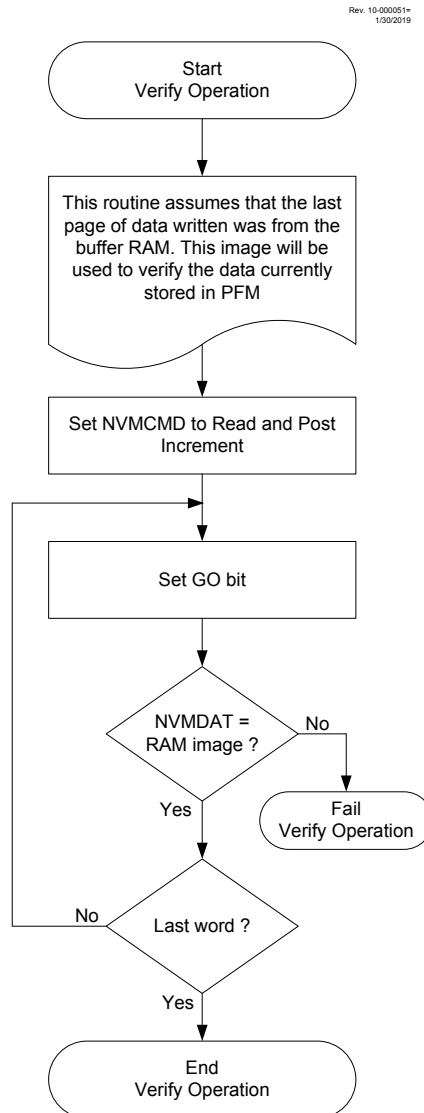 Rev. 10-000051=
1/30/2019
Start
Verify Operation
This routine assumes that the last
page of data written was from the
buffer RAM. This image will be
used to verify the data currently
stored in PFM
Set NVMCMD to Read and Post
Increment
Set GO bit
NVMDAT =
RAM image ?
No
Yes
Fail
Verify Operation
No
Last word ?
Yes
End
Verify Operation